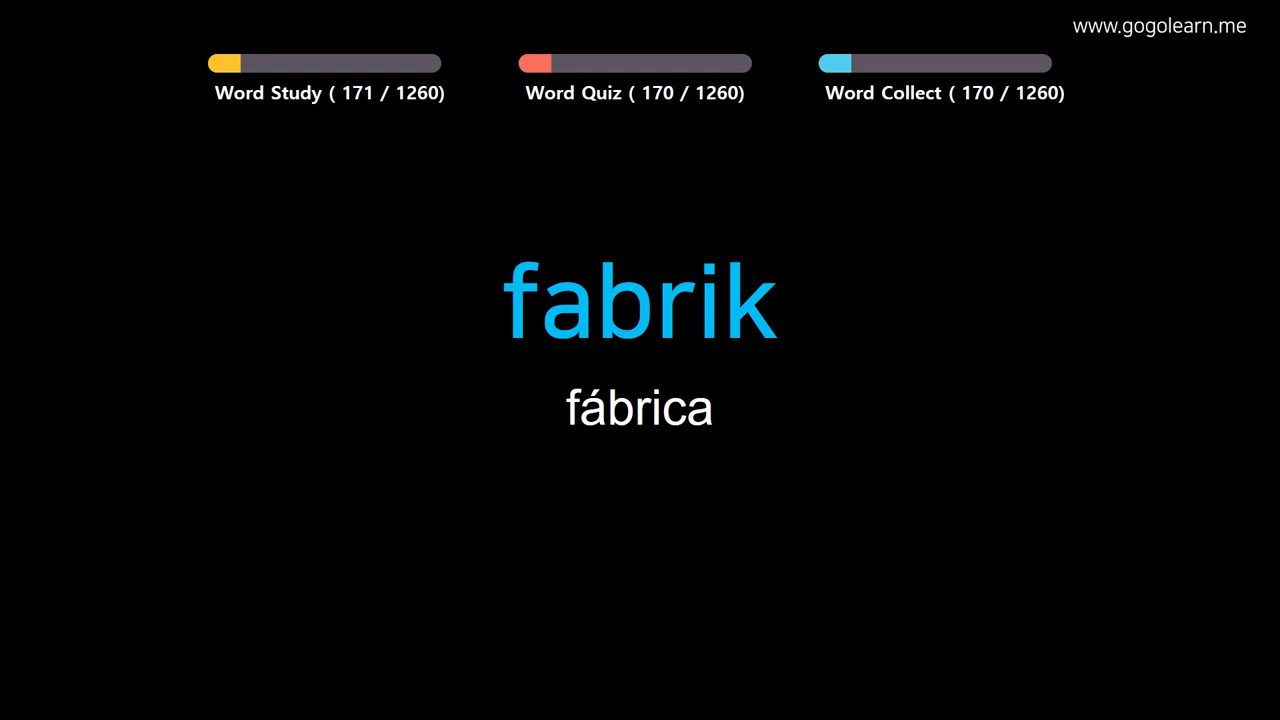 www.gogolearn.me
Word Study ( 171 / 1260)
Word Quiz ( 170 / 1260)
Word Collect ( 170 / 1260)
fabrik
fábrica